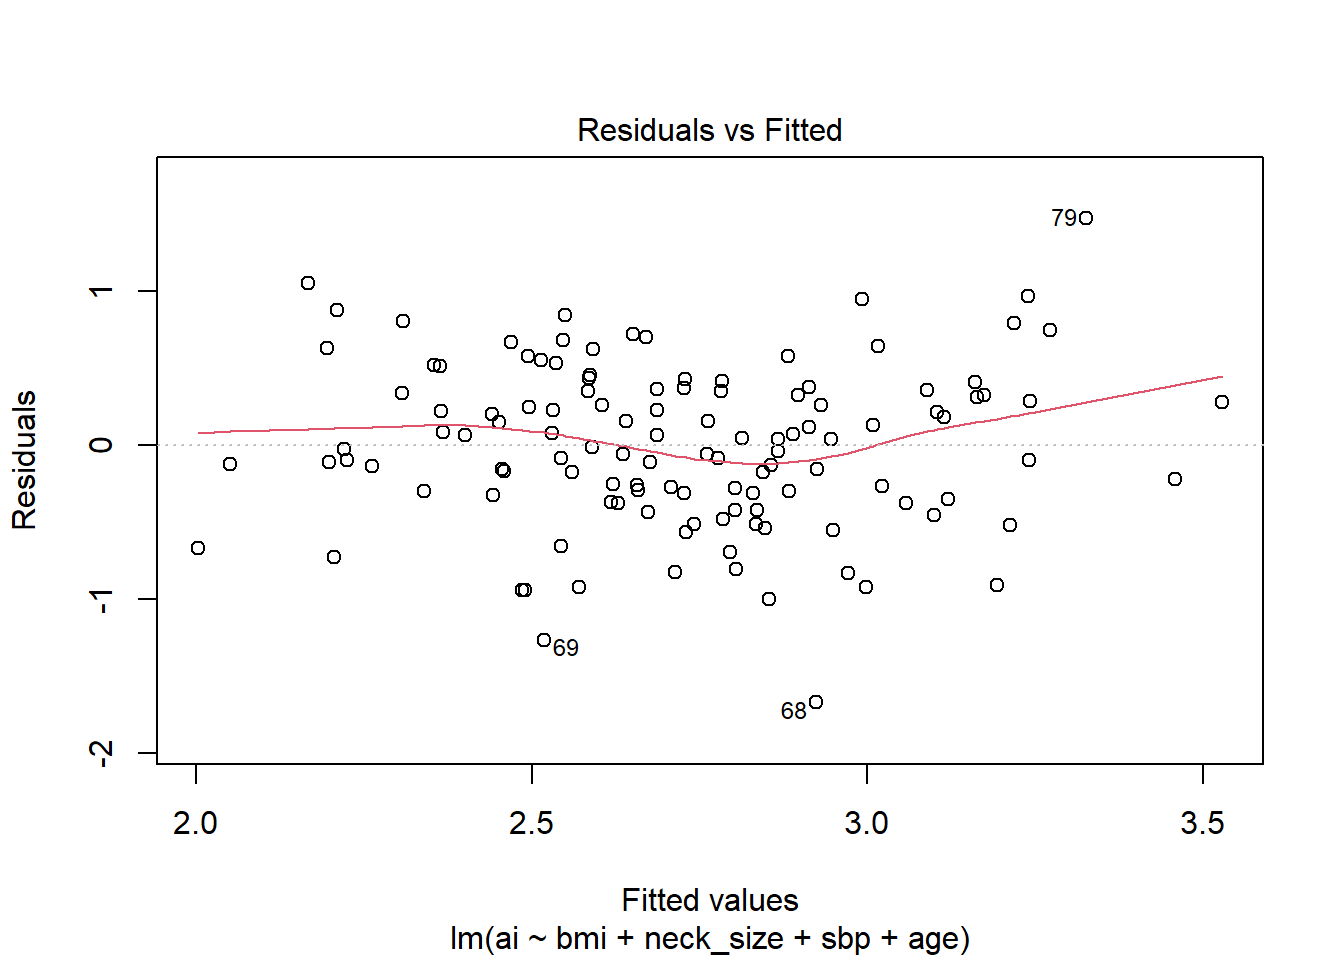 Residuals vs Fitted
Residuals
1
0
-1
-2
79
69
68
2.0 2.5 3.0 3.5
Fitted values
lm(ai ~ bmi + neck_size + sbp + age)